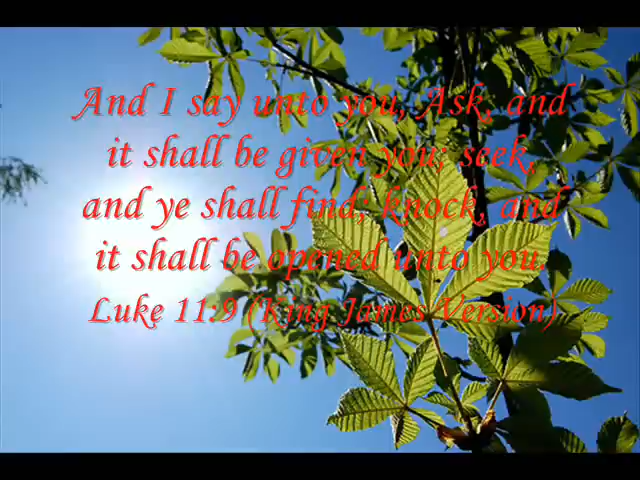 And I say unto you, Ask, and
it shall be given you; seek,
and ye shall find; knock, and
it shall be opened unto you.
Luke 11:9 (King James Version)